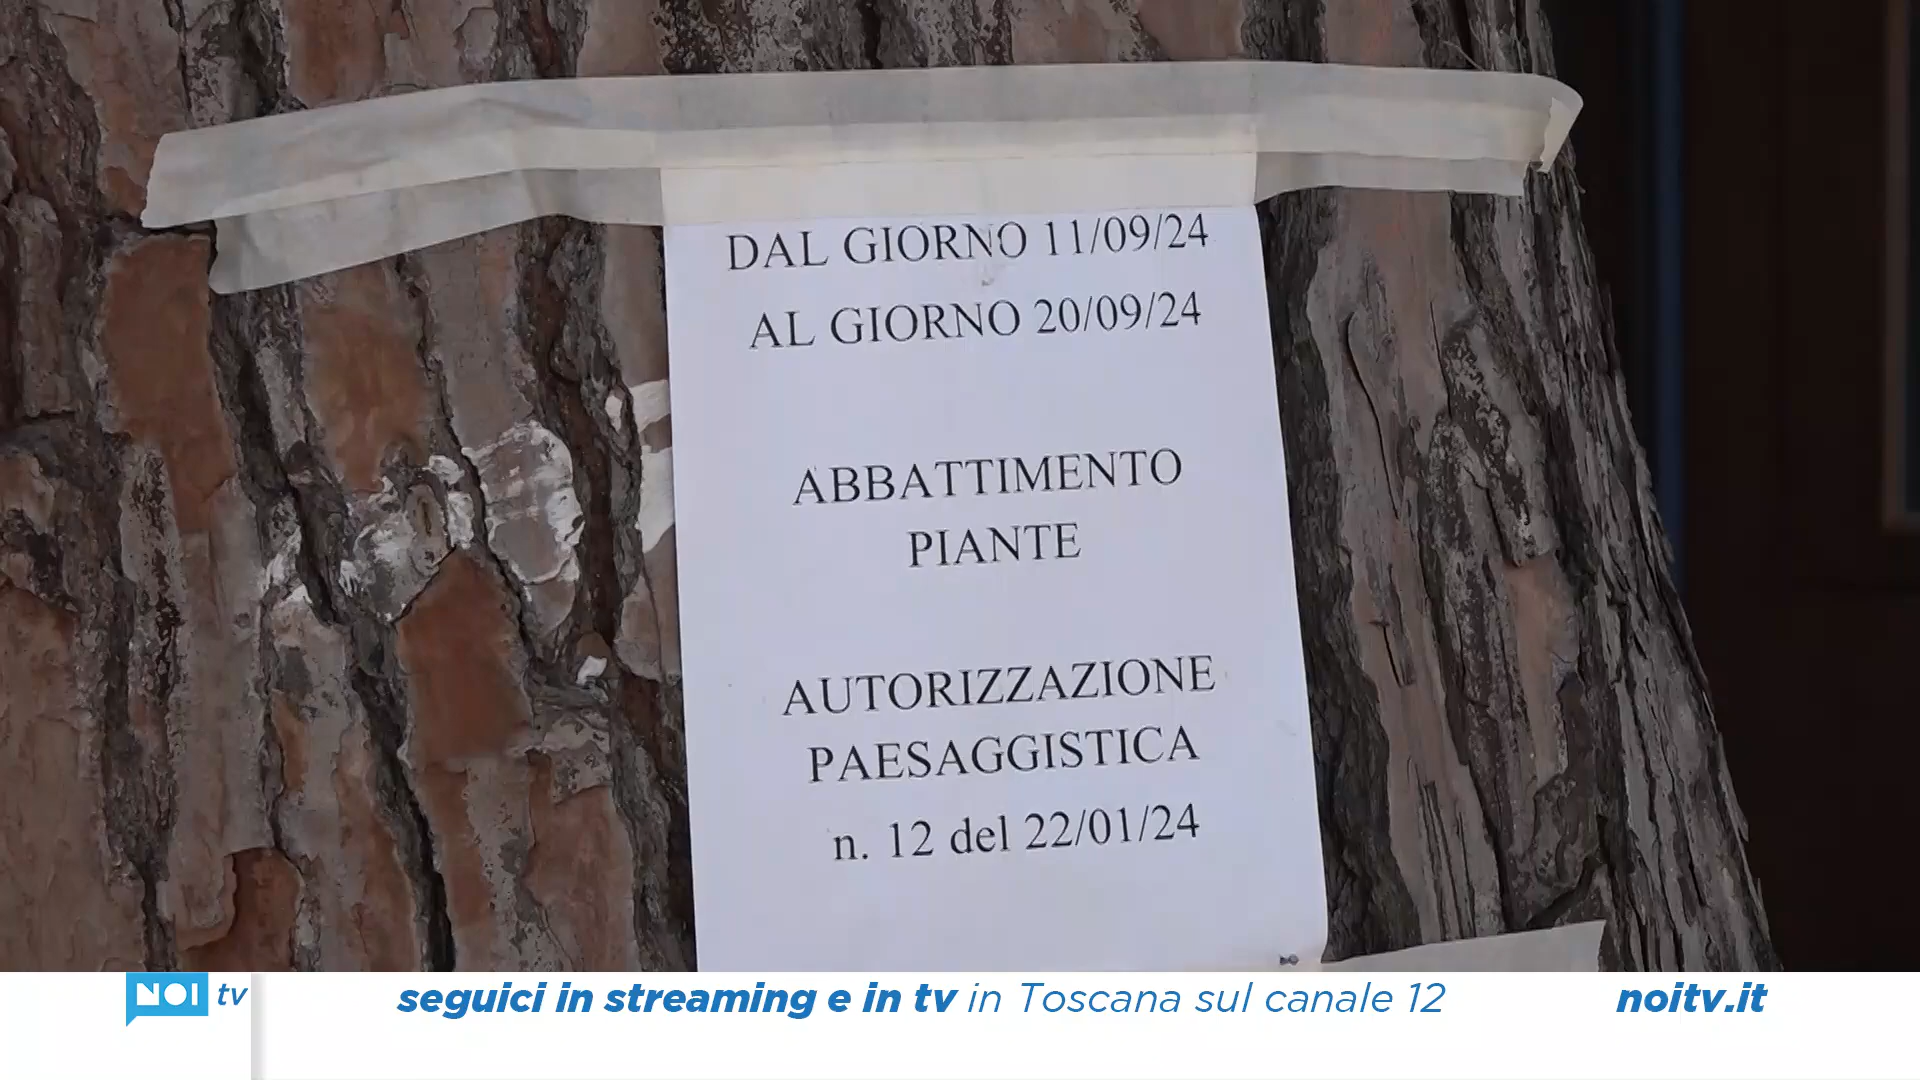 DAL GIORNO 11/09/24
AL GIORNO 20/09/24
ABBATTIMENTO
PIANTE
AUTORIZZAZIONE
PAESAGGISTICA
n. 12 del 22/01/24
NOI tv
seguici in streaming e in tv in Toscana sul canale 12
noitv.it